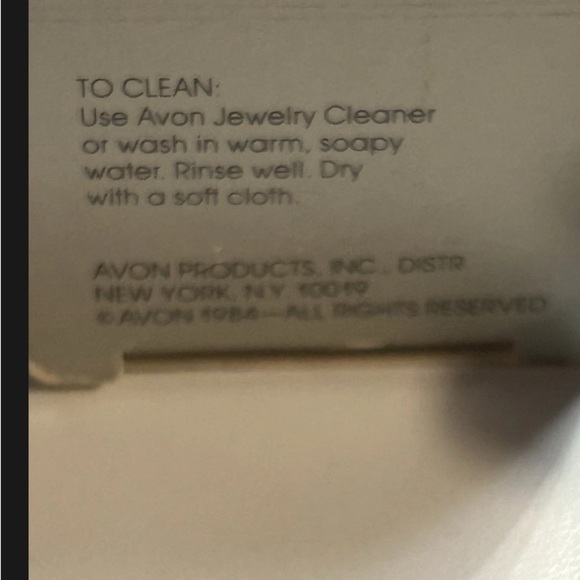 TO CLEAN:
Use Avon Jewelry Cleaner
or wash in warm, soapy
water. Rinse well. Dry
with a soft cloth.
AVON PRODUCTS, INC., DISTR.
NEW YORK, N.Y. 10019
© AVON 1984—ALL RIGHTS RESERVED